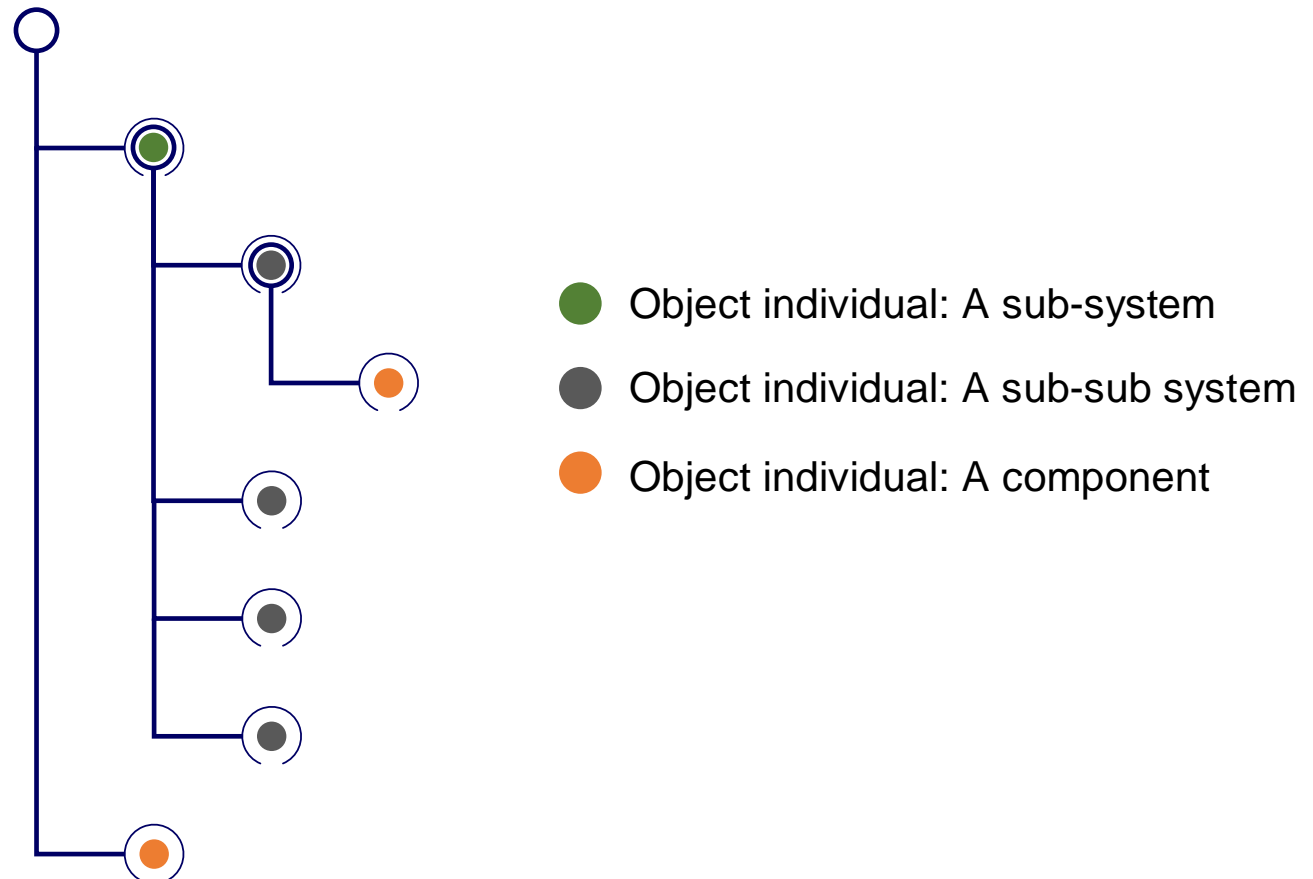 Object individual: A sub-system
Object individual: A sub-sub system
Object individual: A component